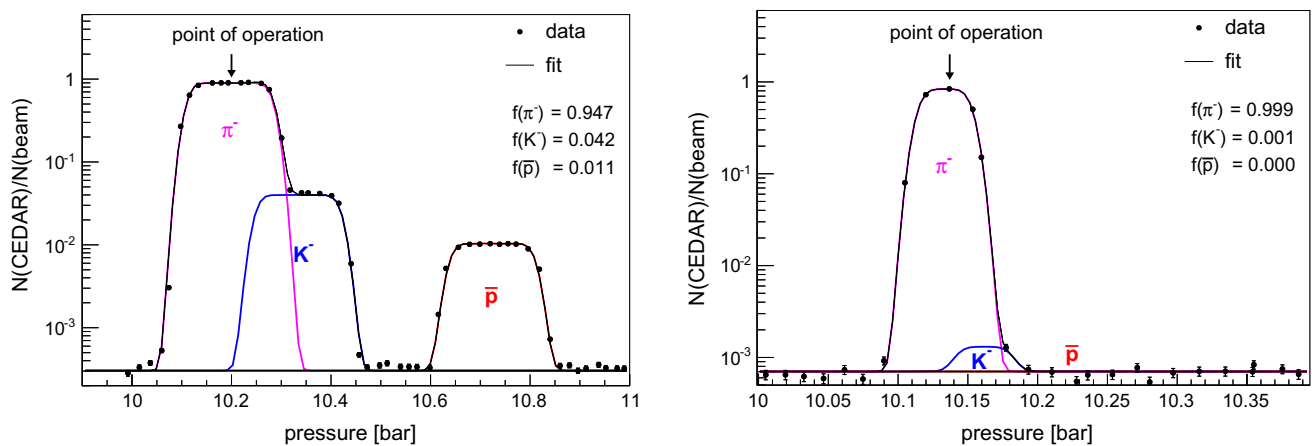 point of operation
data
fit
f(π⁻) = 0.947
f(K⁻) = 0.042
f(p̅) = 0.011
π⁻
K⁻
p̅
N(CEDAR)/N(beam)
1
10⁻¹
10⁻²
10⁻³
10 10.2 10.4 10.6 10.8 11
pressure [bar]
point of operation
data
fit
f(π⁻) = 0.999
f(K⁻) = 0.001
f(p̅) = 0.000
π⁻
K⁻
p̅
N(CEDAR)/N(beam)
1
10⁻¹
10⁻²
10⁻³
10 10.05 10.1 10.15 10.2 10.25 10.3 10.35
pressure [bar]